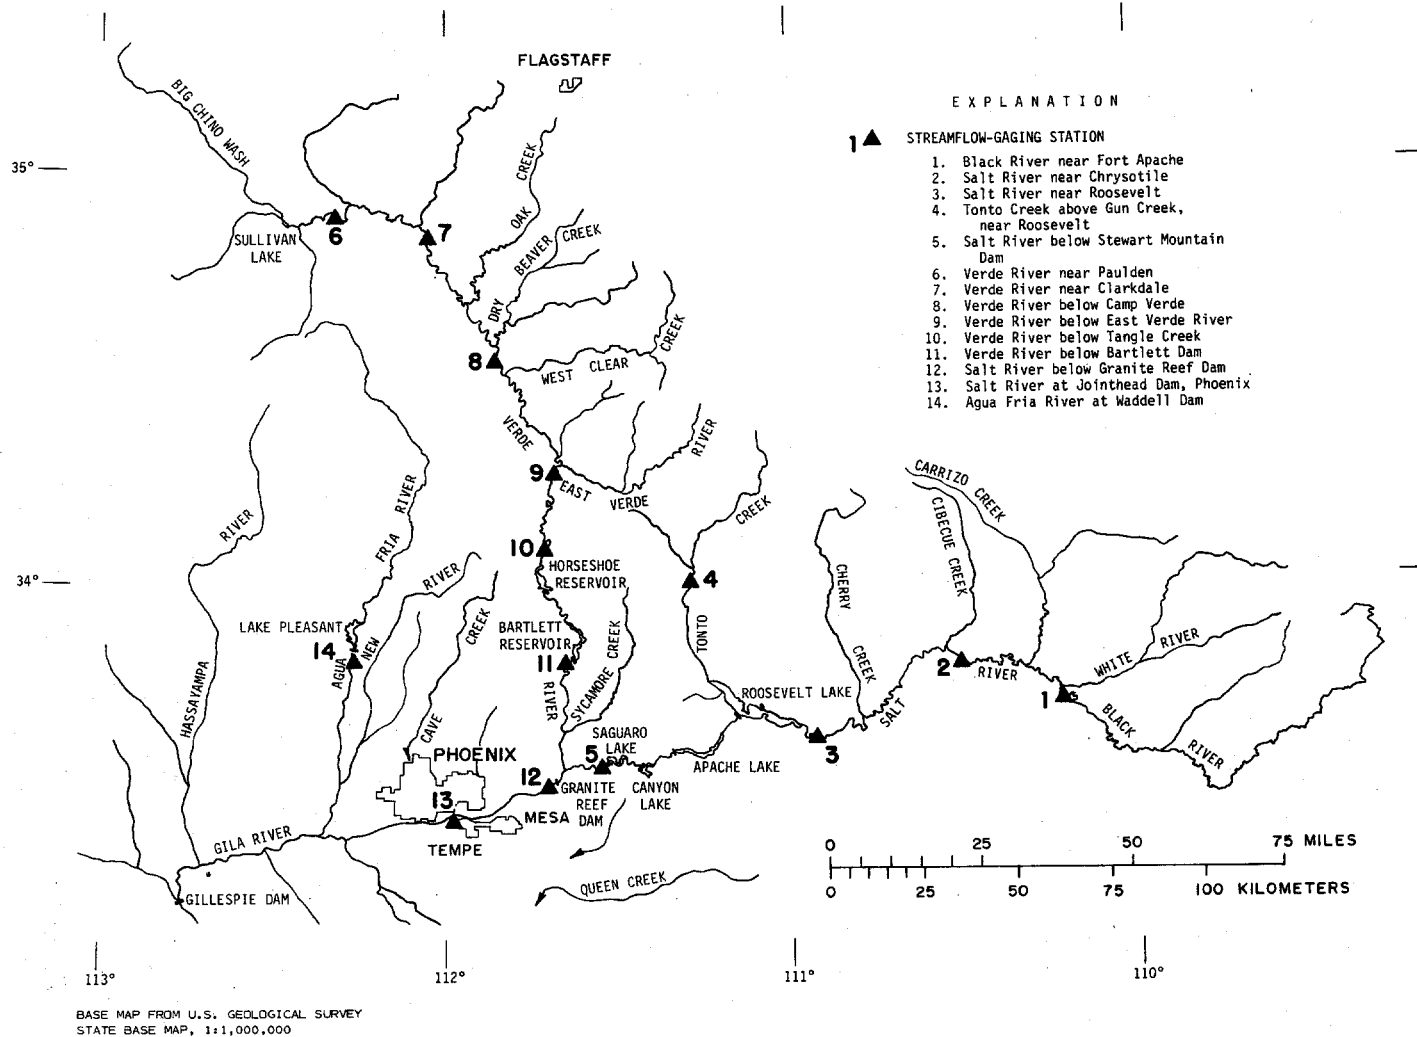 FLAGSTAFF
BIG CHINO WASH
35°
SULLIVAN
LAKE
6
7
OAK CREEK
BEAVER CREEK
DRY
8
WEST CLEAR CREEK
VERDE
9
EAST VERDE RIVER
10
HORSESHOE
RESERVOIR
34°
RIVER
HASSAYAMPA
FRIA RIVER
AGUA
LAKE PLEASANT
14
NEW
RIVER
CAVE
CREEK
BARTLETT
RESERVOIR
11
RIVER
SYCAMORE CREEK
CREEK
4
TONTO
CHERRY
CREEK
CARRIZO CREEK
CIBECUE CREEK
WHITE RIVER
2
RIVER
1
BLACK
RIVER
SALT
ROOSEVELT LAKE
3
SAGUARO
LAKE
5
APACHE LAKE
CANYON
LAKE
PHOENIX
12
GRANITE
REEF
DAM
13
MESA
TEMPE
GILA RIVER
GILLESPIE DAM
QUEEN CREEK
EXPLANATION
1 STREAMFLOW-GAGING STATION
1. Black River near Fort Apache
2. Salt River near Chrysotile
3. Salt River near Roosevelt
4. Tonto Creek above Gun Creek,
near Roosevelt
5. Salt River below Stewart Mountain
Dam
6. Verde River near Paulden
7. Verde River near Clarkdale
8. Verde River below Camp Verde
9. Verde River below East Verde River
10. Verde River below Tangle Creek
11. Verde River below Bartlett Dam
12. Salt River below Granite Reef Dam
13. Salt River at Jointhead Dam, Phoenix
14. Agua Fria River at Waddell Dam
0 25 50 75 MILES
0 25 50 75 100 KILOMETERS
113° 112° 111° 110°
BASE MAP FROM U.S. GEOLOGICAL SURVEY
STATE BASE MAP, 1:1,000,000